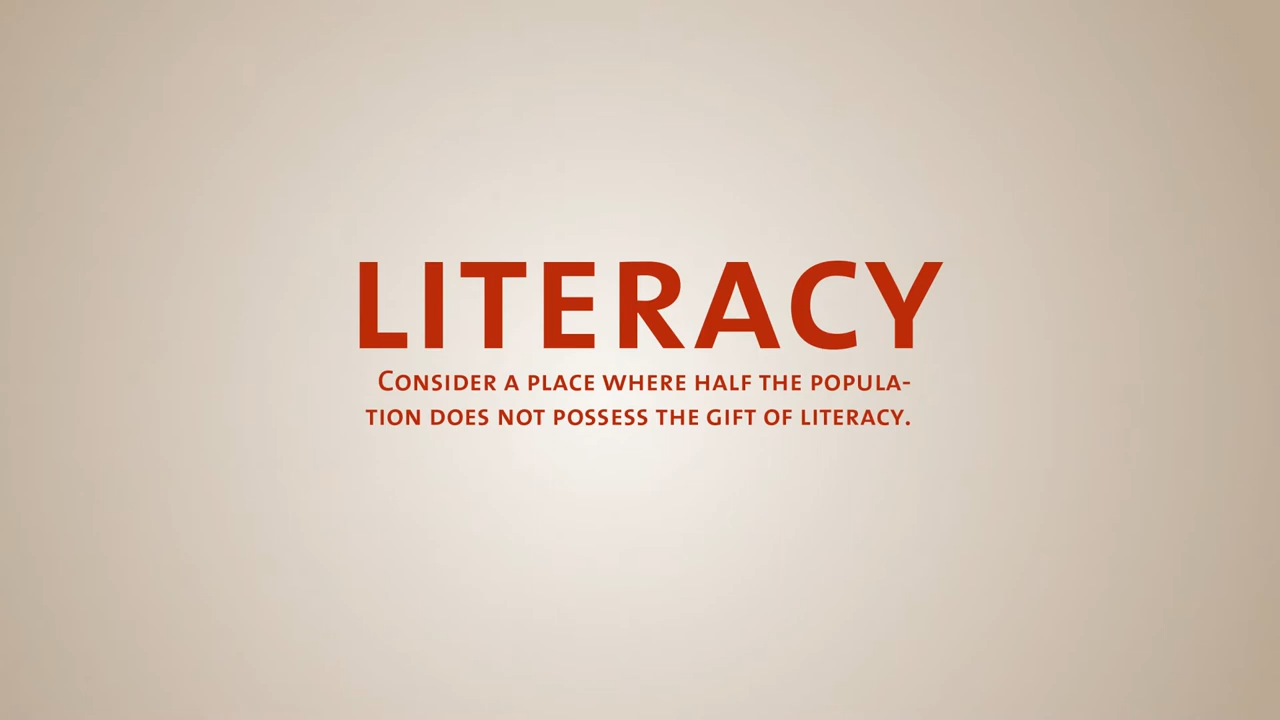 LITERACY
Consider a place where half the popula-
tion does not possess the gift of literacy.